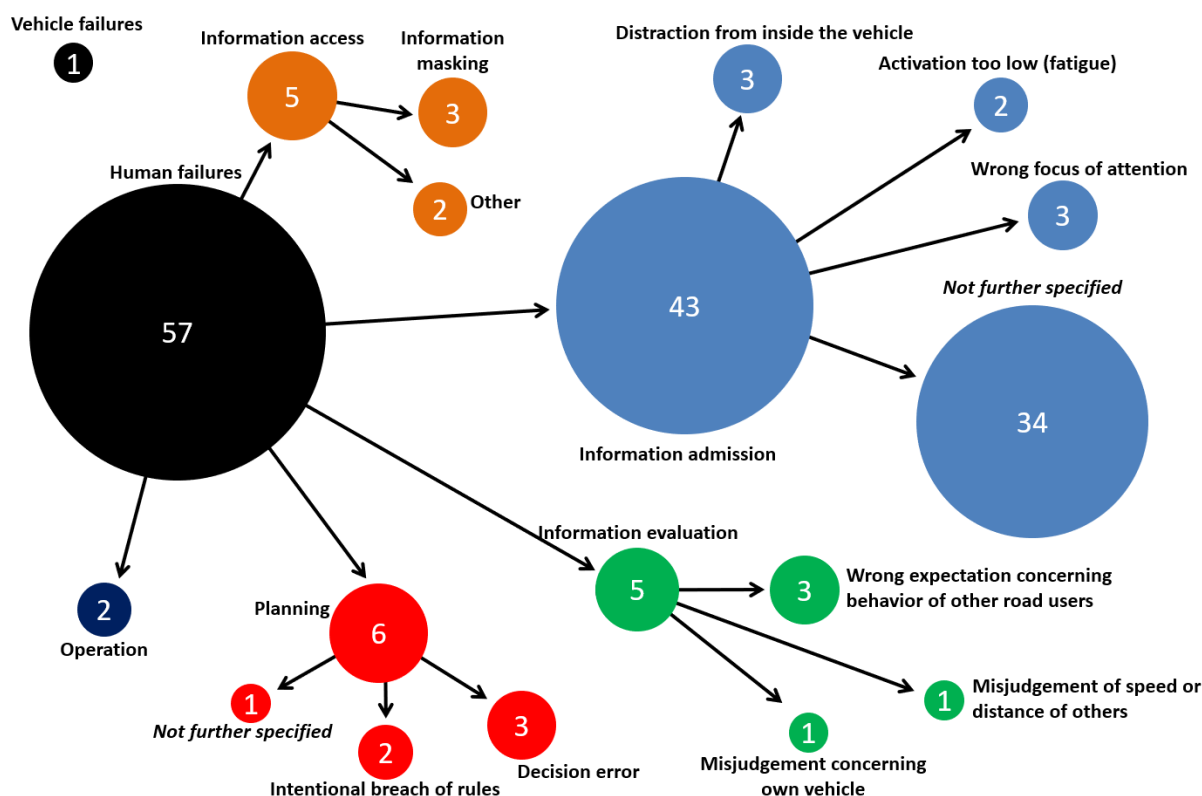 Vehicle failures
1
Information access
5
Information
masking
3
Other
2
Distraction from inside the vehicle
3
Activation too low (fatigue)
2
Wrong focus of attention
3
Human failures
57
43
Information admission
Not further specified
34
Information evaluation
5
3
Wrong expectation concerning
behavior of other road users
1
Misjudgement of speed or
distance of others
1
Misjudgement concerning
own vehicle
2
Operation
Planning
6
1
Not further specified
2
Intentional breach of rules
3
Decision error